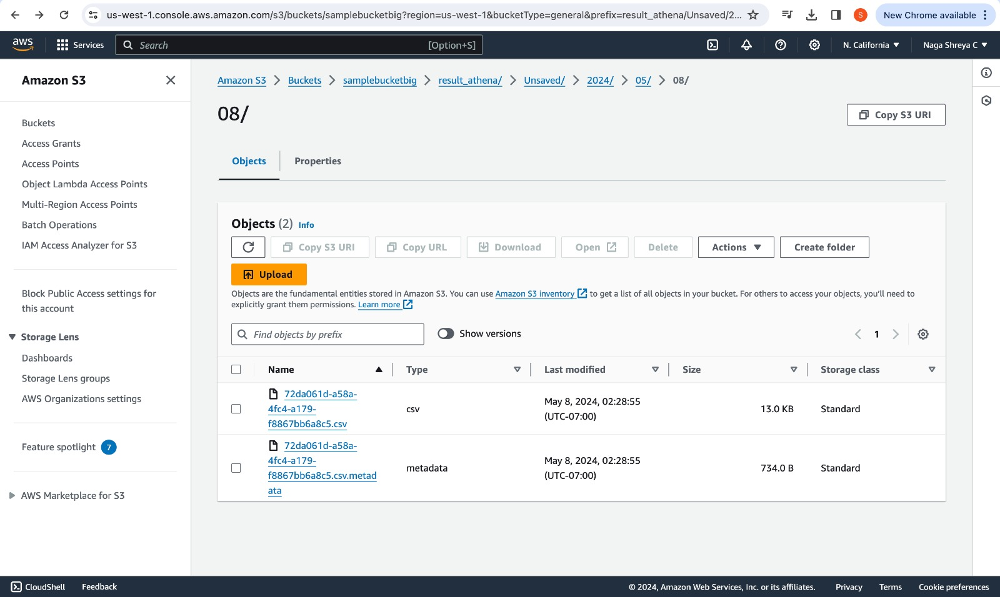 us-west-1.console.aws.amazon.com/s3/buckets/samplebucketbig?region=us-west-1&bucketType=general&prefix=result_athena/Unsaved/2...
S
New Chrome available
aws
Services
Search
[Option+S]
N. California
Naga Shreya C
Amazon S3
Buckets
Access Grants
Access Points
Object Lambda Access Points
Multi-Region Access Points
Batch Operations
IAM Access Analyzer for S3
Block Public Access settings for
this account
Storage Lens
Dashboards
Storage Lens groups
AWS Organizations settings
Feature spotlight 7
AWS Marketplace for S3
Amazon S3 > Buckets > samplebucketbig > result_athena/ > Unsaved/ > 2024/ > 05/ > 08/
08/
Copy S3 URI
Objects
Properties
Objects (2) Info
Copy S3 URI
Copy URL
Download
Open
Delete
Actions
Create folder
Upload
Objects are the fundamental entities stored in Amazon S3. You can use Amazon S3 inventory to get a list of all objects in your bucket. For others to access your objects, you'll need to
explicitly grant them permissions. Learn more
Find objects by prefix
Show versions
1
Name
Type
Last modified
Size
Storage class
72da061d-a58a-
4fc4-a179-
f8867bb6a8c5.csv
csv
May 8, 2024, 02:28:55
(UTC-07:00)
13.0 KB
Standard
72da061d-a58a-
4fc4-a179-
f8867bb6a8c5.csv.metad
ata
metadata
May 8, 2024, 02:28:55
(UTC-07:00)
734.0 B
Standard
CloudShell
Feedback
© 2024, Amazon Web Services, Inc. or its affiliates.
Privacy
Terms
Cookie preferences